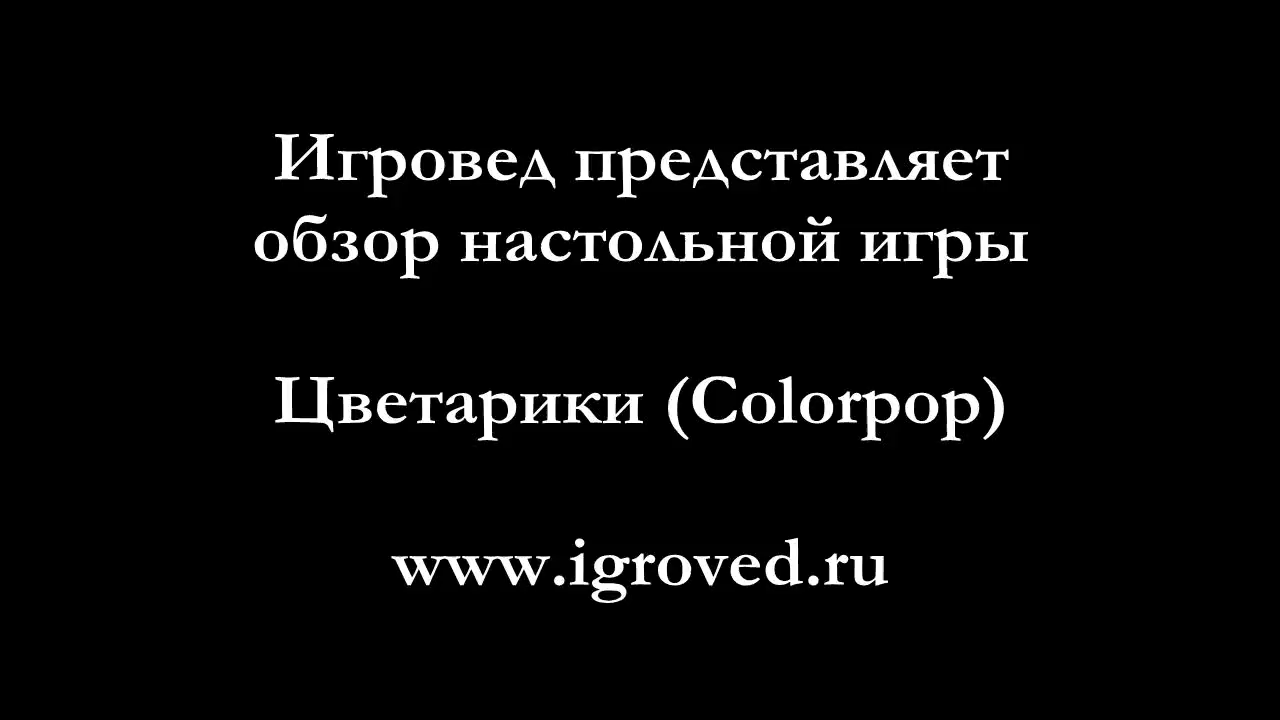 Игровед представляет
обзор настольной игры
Цветарики (Colorpop)
www.igroved.ru